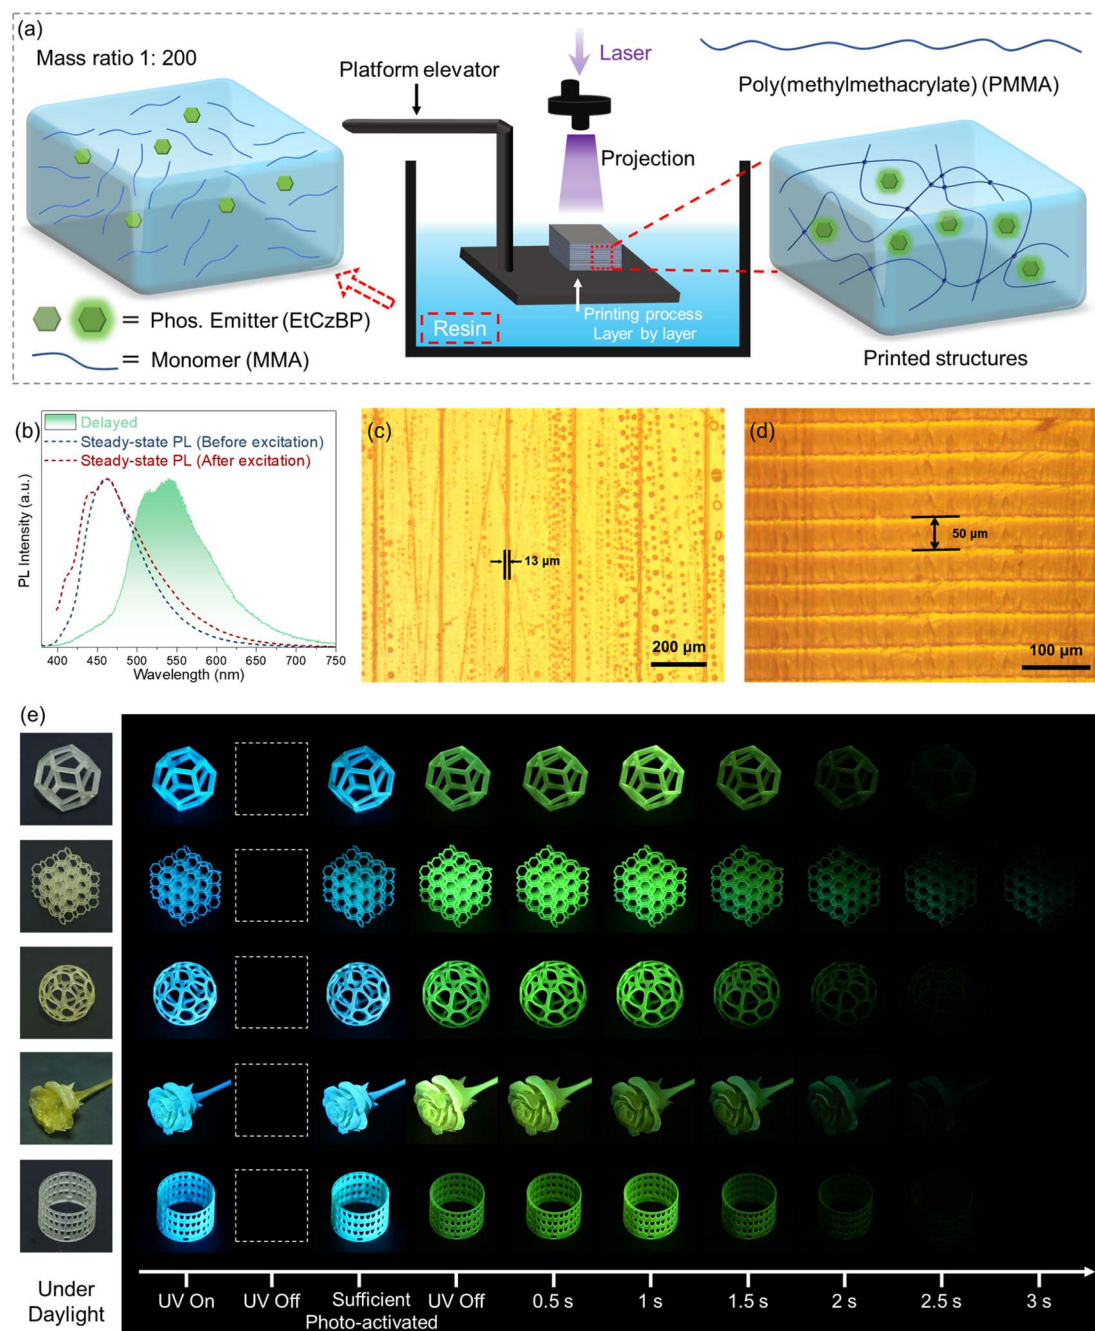 (a)
Mass ratio 1: 200
Platform elevator
Laser
Projection
Poly(methylmethacrylate) (PMMA)
Resin
Printing process
Layer by layer
= Phos. Emitter (EtCzBP)
= Monomer (MMA)
Printed structures
(b)
Delayed
Steady-state PL (Before excitation)
Steady-state PL (After excitation)
PL Intensity (a.u.)
400 450 500 550 600 650 700 750
Wavelength (nm)
(c)
13 μm
200 μm
(d)
50 μm
100 μm
(e)
Under
Daylight
UV On
UV Off
Sufficient
Photo-activated
UV Off
0.5 s
1 s
1.5 s
2 s
2.5 s
3 s